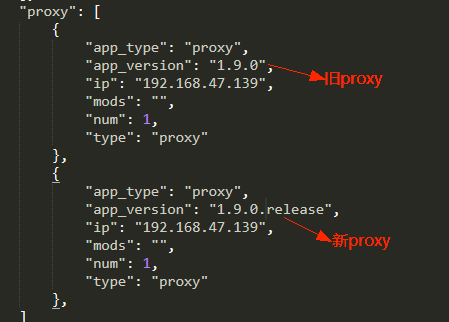 "proxy": [
{
"app_type": "proxy",
"app_version": "1.9.0",
旧proxy
"ip": "192.168.47.139",
"mods": "",
"num": 1,
"type": "proxy"
},
{
"app_type": "proxy",
"app_version": "1.9.0.release",
"ip": "192.168.47.139",
新proxy
"mods": "",
"num": 1,
"type": "proxy"
},
]